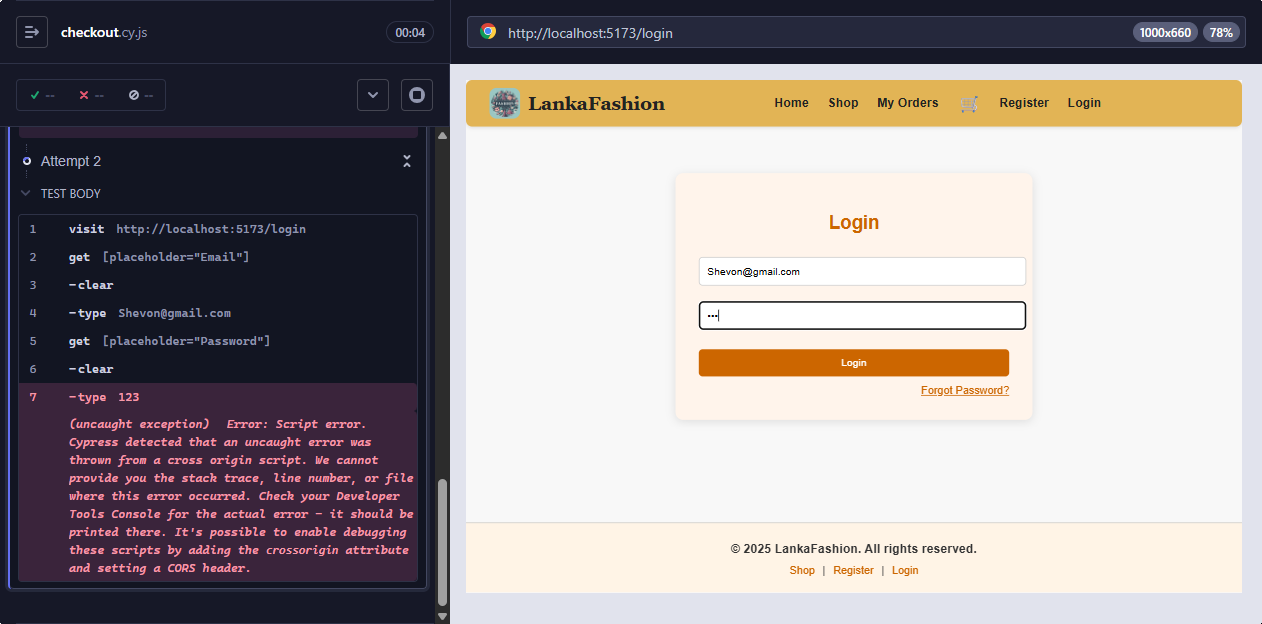 checkout.cy.js
00:04
-- -- --
Attempt 2
TEST BODY
1 visit http://localhost:5173/login
2 get [placeholder="Email"]
3 -clear
4 -type Shevon@gmail.com
5 get [placeholder="Password"]
6 -clear
7 -type 123
(uncaught exception) Error: Script error.
Cypress detected that an uncaught error was
thrown from a cross origin script. We cannot
provide you the stack trace, line number, or file
where this error occurred. Check your Developer
Tools Console for the actual error - it should be
printed there. It's possible to enable debugging
these scripts by adding the crossorigin attribute
and setting a CORS header.
http://localhost:5173/login
1000x660 78%
FASHION
LankaFashion
Home Shop My Orders Register Login
Login
Shevon@gmail.com
•••
Login
Forgot Password?
© 2025 LankaFashion. All rights reserved.
Shop | Register | Login